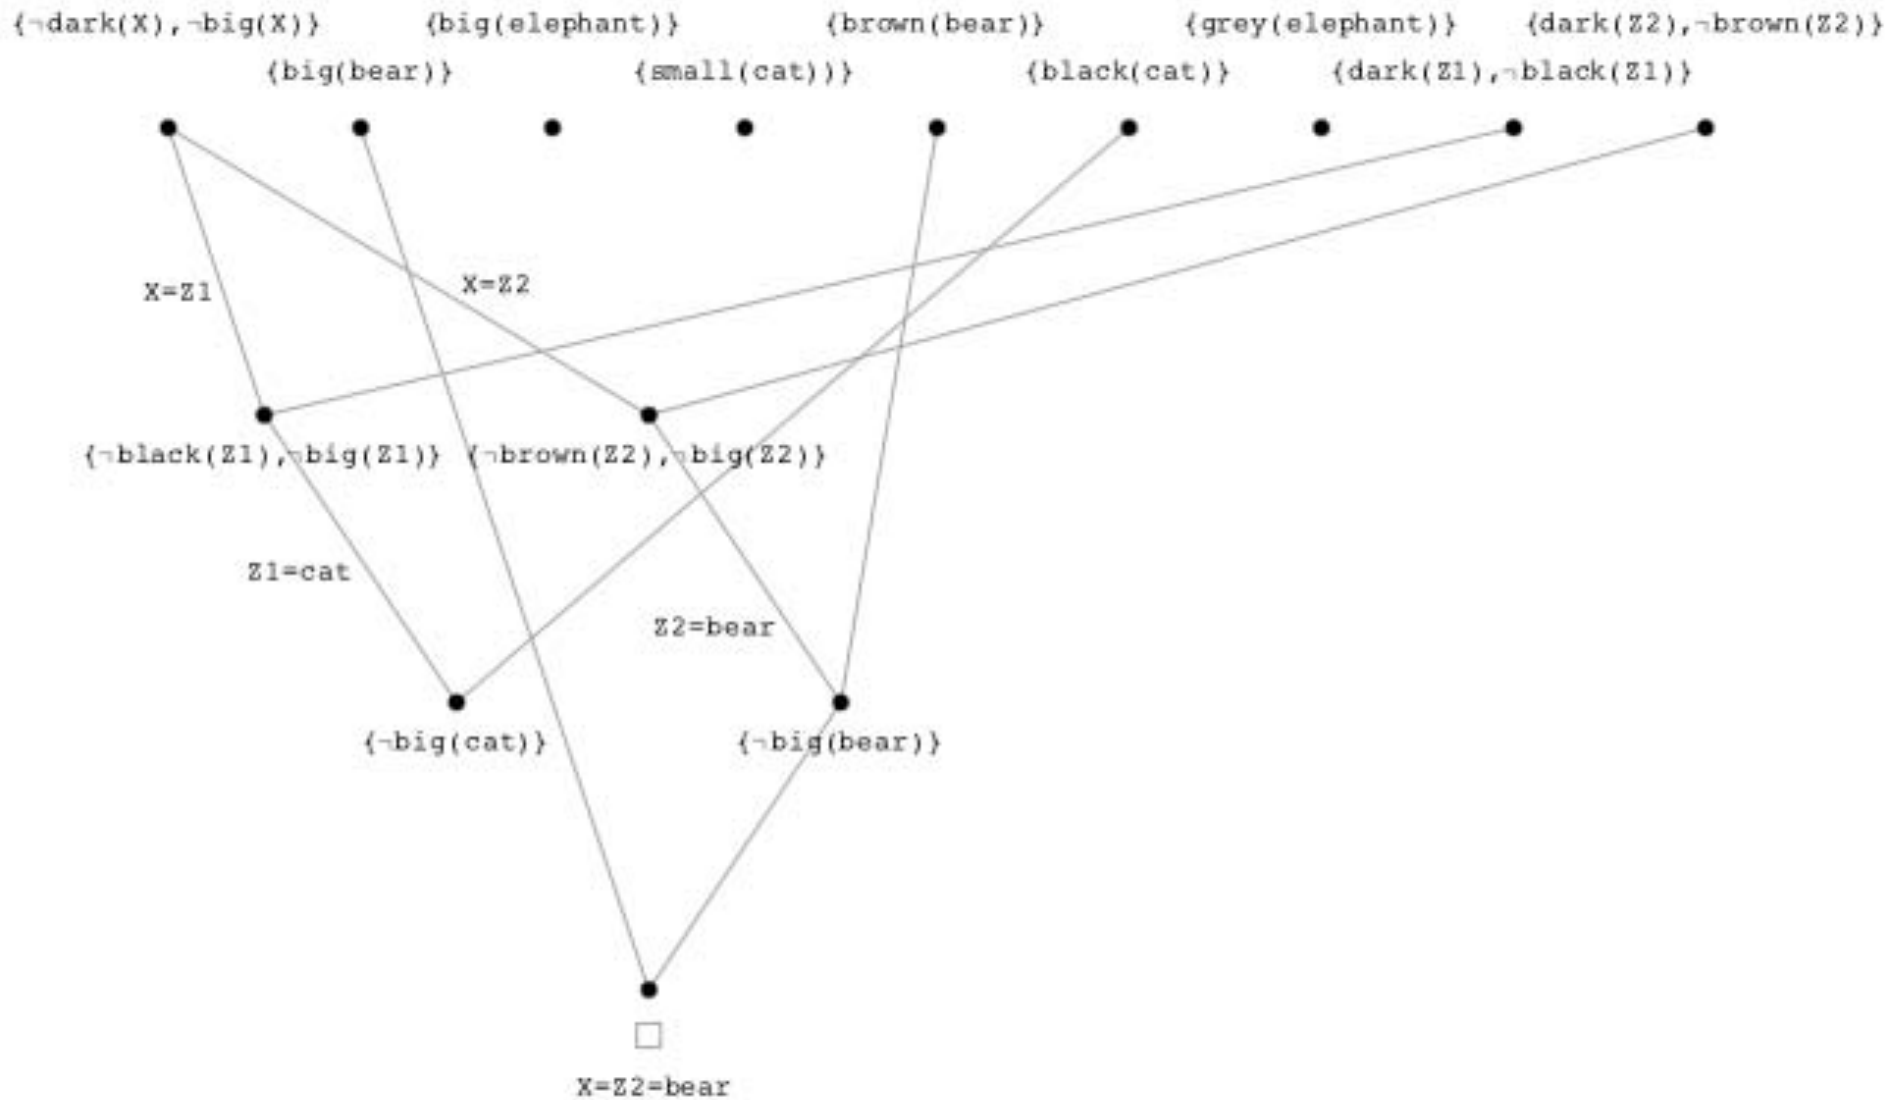 {¬dark(X),¬big(X)} {big(elephant)} {brown(bear)} {grey(elephant)} {dark(Z2),¬brown(Z2)}
{big(bear)} {small(cat))} {black(cat)} {dark(Z1),¬black(Z1)}
X=Z1 X=Z2
{¬black(Z1),¬big(Z1)} {¬brown(Z2),¬big(Z2)}
Z1=cat
Z2=bear
{¬big(cat)} {¬big(bear)}
X=Z2=bear